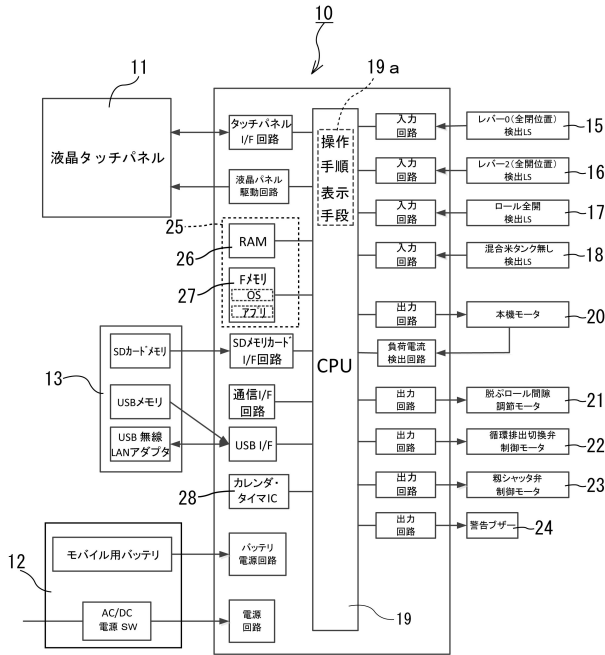 10
11
19a
液晶タッチパネル
タッチパネル
I/F 回路
液晶パネル
駆動回路
25
26
RAM
27
Fメモリ
OS
アプリ
操作
手順
表示
手段
CPU
19
入力
回路
レバー0(全閉位置)
検出LS
15
入力
回路
レバー2(全開位置)
検出LS
16
入力
回路
ロール全開
検出LS
17
入力
回路
混合米タンク無し
検出LS
18
出力
回路
本機モータ
20
負荷電流
検出回路
出力
回路
脱ぷロール間隙
調節モータ
21
出力
回路
循環排出切換弁
制御モータ
22
出力
回路
籾シャッタ弁
制御モータ
23
出力
回路
警告ブザー
24
13
SDカードメモリ
USBメモリ
USB 無線
LANアダプタ
SDメモリカード
I/F回路
通信I/F
回路
USB I/F
28
カレンダ・
タイマIC
12
モバイル用バッテリ
AC/DC
電源 SW
バッテリ
電源回路
電源
回路